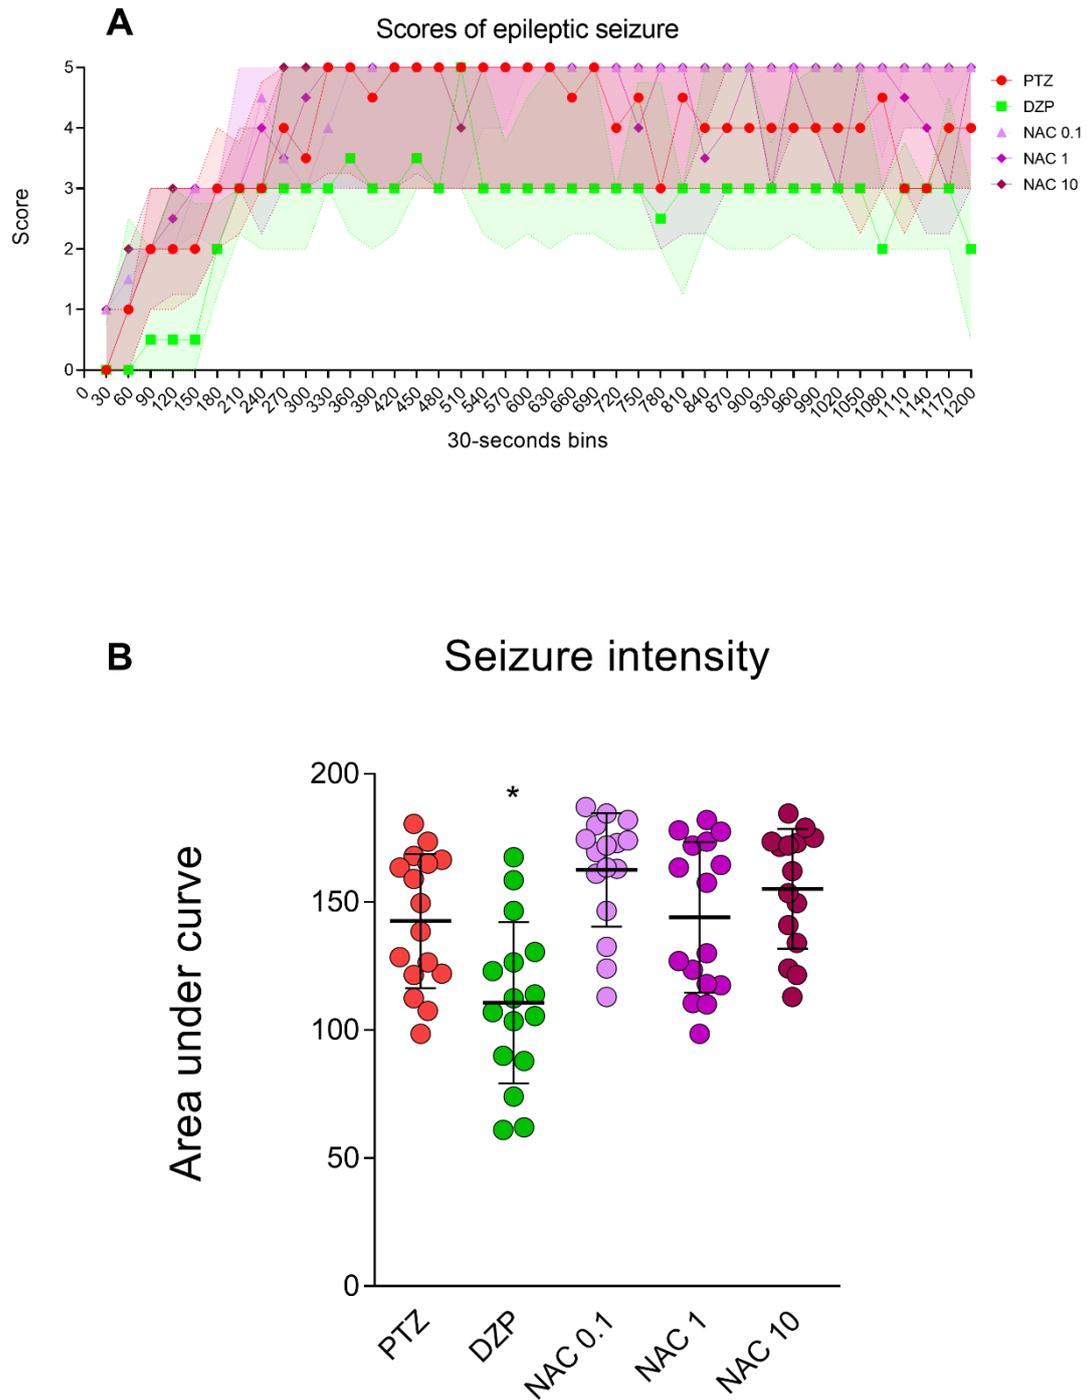 A
Scores of epileptic seizure
5
4
3
2
1
0
Score
0 30 60 90 120 150 180 210 240 270 300 330 360 390 420 450 480 510 540 570 600 630 660 690 720 750 780 810 840 870 900 930 960 990 1020 1050 1080 1110 1140 1170 1200
30-seconds bins
PTZ
DZP
NAC 0.1
NAC 1
NAC 10
B
Seizure intensity
200
150
100
50
0
Area under curve
*
PTZ DZP NAC 0.1 NAC 1 NAC 10